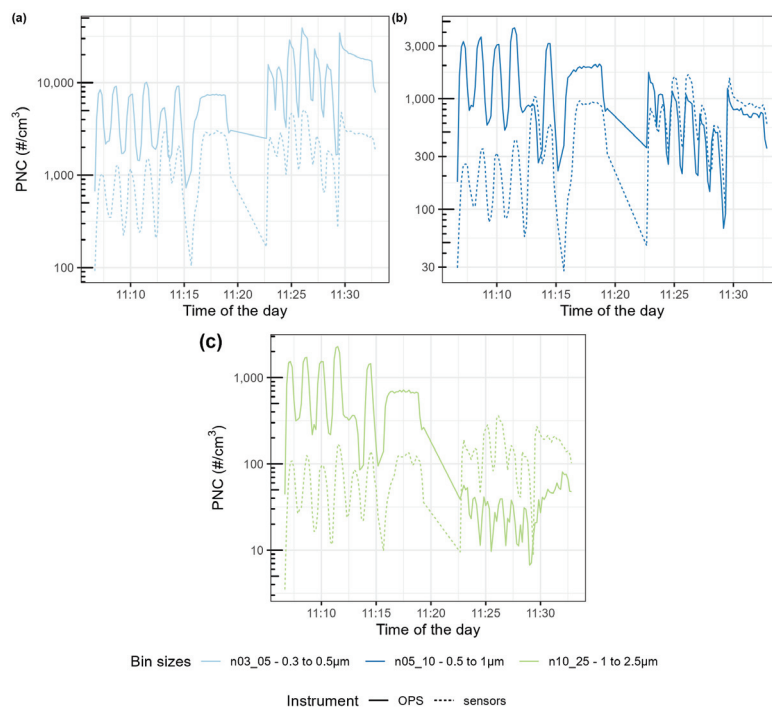 (a)
(b)
10,000
1,000
100
PNC (#/cm³)
11:10 11:15 11:20 11:25 11:30
Time of the day
3,000
1,000
300
100
30
PNC (#/cm³)
11:10 11:15 11:20 11:25 11:30
Time of the day
(c)
1,000
100
10
PNC (#/cm³)
11:10 11:15 11:20 11:25 11:30
Time of the day
Bin sizes n03_05 - 0.3 to 0.5µm n05_10 - 0.5 to 1µm n10_25 - 1 to 2.5µm
Instrument OPS sensors